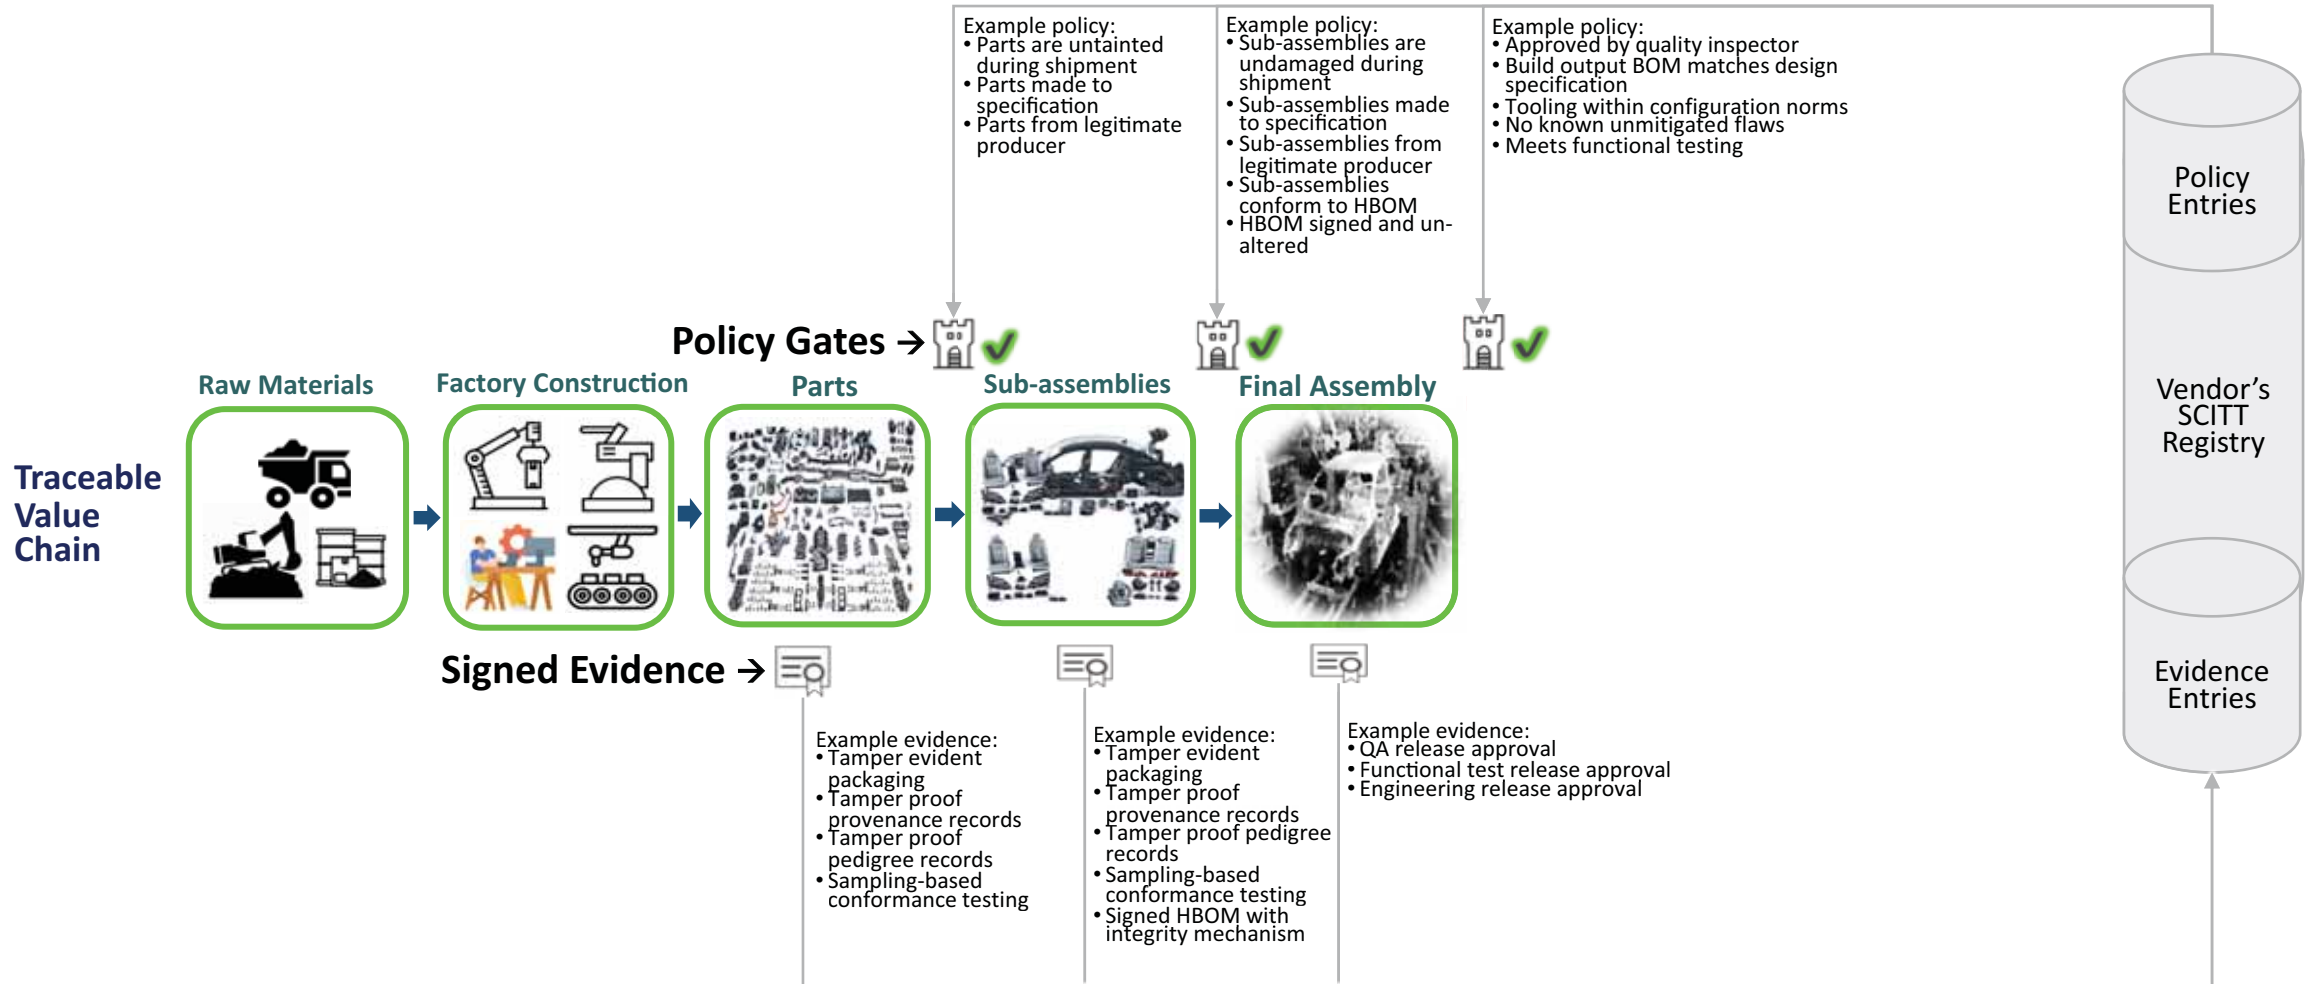 Example policy:
• Parts are untainted
during shipment
• Parts made to
specification
• Parts from legitimate
producer
Example policy:
• Sub-assemblies are
undamaged during
shipment
• Sub-assemblies made
to specification
• Sub-assemblies from
legitimate producer
• Sub-assemblies
conform to HBOM
• HBOM signed and un-
altered
Example policy:
• Approved by quality inspector
• Build output BOM matches design
specification
• Tooling within configuration norms
• No known unmitigated flaws
• Meets functional testing
Policy
Entries
Vendor's
SCITT
Registry
Evidence
Entries
Policy Gates →
Raw Materials
Factory Construction
Parts
Sub-assemblies
Final Assembly
Traceable
Value
Chain
Signed Evidence →
Example evidence:
• Tamper evident
packaging
• Tamper proof
provenance records
• Tamper proof
pedigree records
• Sampling-based
conformance testing
Example evidence:
• Tamper evident
packaging
• Tamper proof
provenance records
• Tamper proof pedigree
records
• Sampling-based
conformance testing
• Signed HBOM with
integrity mechanism
Example evidence:
• QA release approval
• Functional test release approval
• Engineering release approval